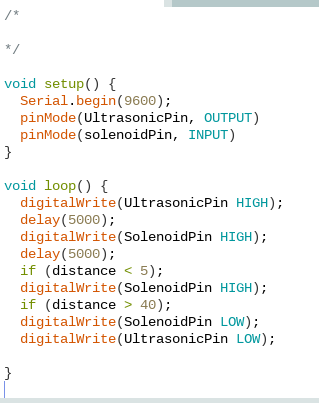 /*
*/
void setup() {
  Serial.begin(9600);
  pinMode(UltrasonicPin, OUTPUT)
  pinMode(solenoidPin, INPUT)
}
void loop() {
  digitalWrite(UltrasonicPin HIGH);
  delay(5000);
  digitalWrite(SolenoidPin HIGH);
  delay(5000);
  if (distance < 5);
  digitalWrite(SolenoidPin HIGH);
  if (distance > 40);
  digitalWrite(SolenoidPin LOW);
  digitalWrite(UltrasonicPin LOW);
}